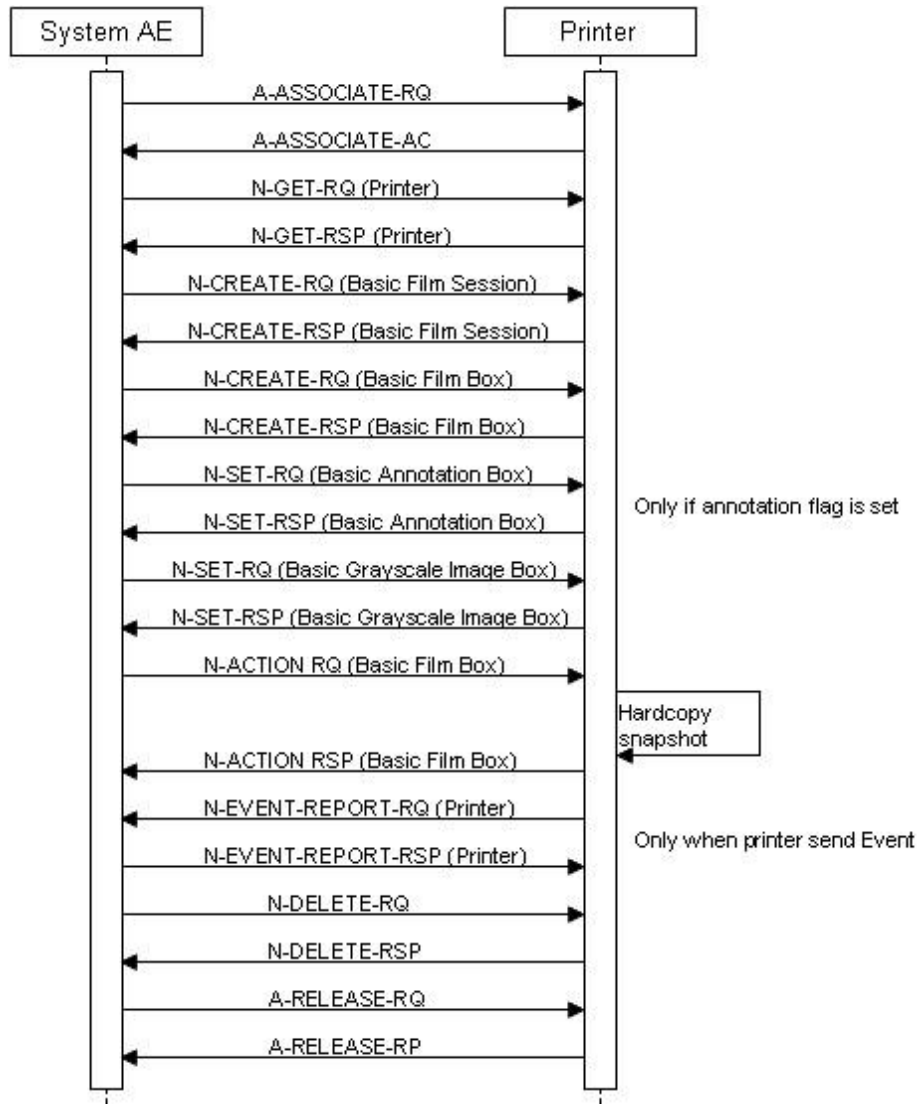 System AE
Printer
A-ASSOCIATE-RQ
A-ASSOCIATE-AC
N-GET-RQ (Printer)
N-GET-RSP (Printer)
N-CREATE-RQ (Basic Film Session)
N-CREATE-RSP (Basic Film Session)
N-CREATE-RQ (Basic Film Box)
N-CREATE-RSP (Basic Film Box)
N-SET-RQ (Basic Annotation Box)
Only if annotation flag is set
N-SET-RSP (Basic Annotation Box)
N-SET-RQ (Basic Grayscale Image Box)
N-SET-RSP (Basic Grayscale Image Box)
N-ACTION RQ (Basic Film Box)
Hardcopy
snapshot
N-ACTION RSP (Basic Film Box)
N-EVENT-REPORT-RQ (Printer)
Only when printer send Event
N-EVENT-REPORT-RSP (Printer)
N-DELETE-RQ
N-DELETE-RSP
A-RELEASE-RQ
A-RELEASE-RP